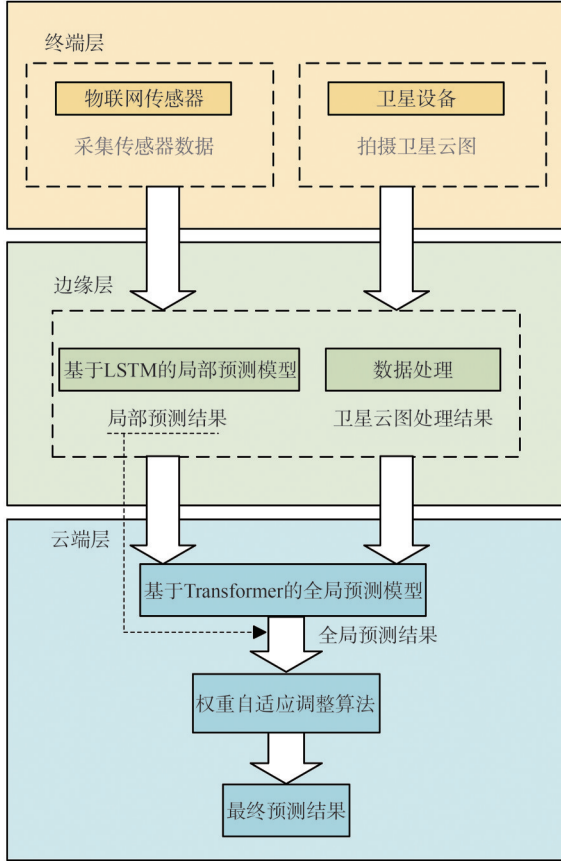 终端层
物联网传感器
卫星设备
采集传感器数据
拍摄卫星云图
边缘层
基于LSTM的局部预测模型
数据处理
局部预测结果
卫星云图处理结果
云端层
基于Transformer的全局预测模型
全局预测结果
权重自适应调整算法
最终预测结果